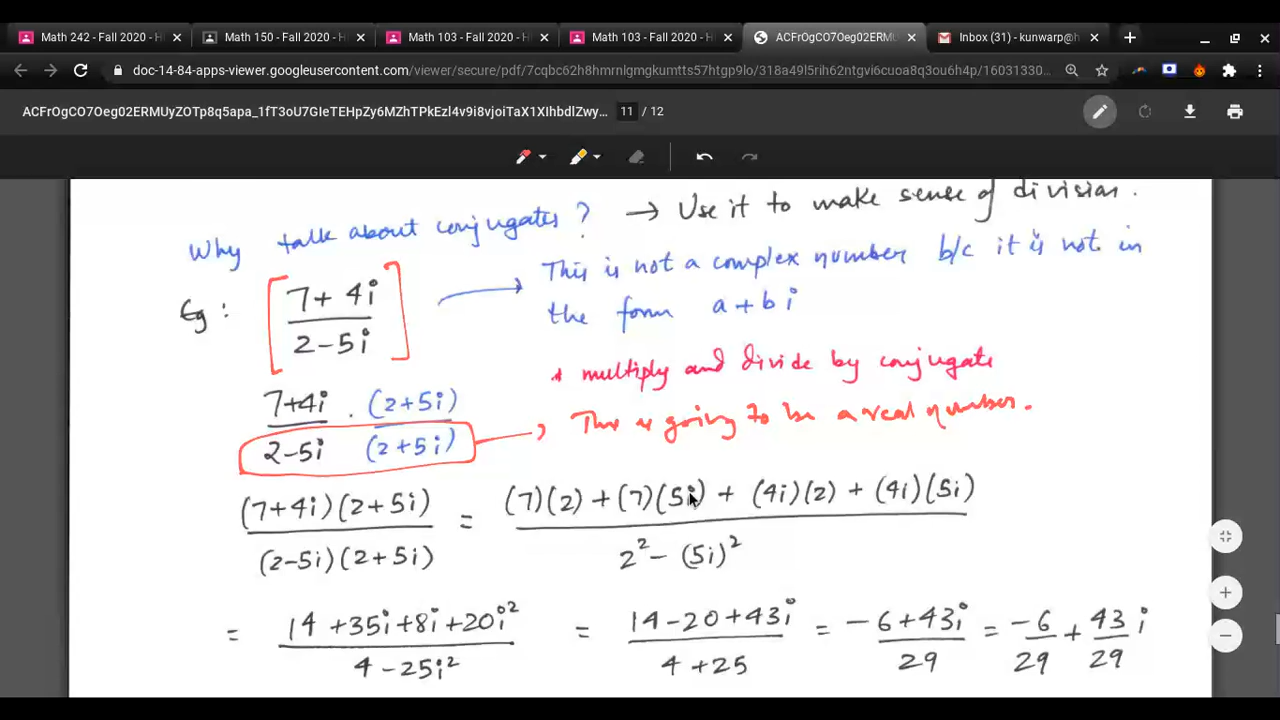 Math 242 - Fall 2020 - Math 150 - Fall 2020 - H Math 103 - Fall 2020 - H Math 103 - Fall 2020 - ACFrOgCO7Oeg02ERMU Inbox (31) - kunwarp@h
doc-14-84-apps-viewer.googleusercontent.com/viewer/secure/pdf/
11 / 12
Why talk about conjugates? → Use it to make sense of division.
Eg: [7+4i / 2-5i] → This is not a complex number b/c it is not in
the form a+bi
* multiply and divide by conjugate
7+4i / 2-5i . (2+5i) / (2+5i) → This is going to be a real number.
(7+4i)(2+5i) / (2-5i)(2+5i) = (7)(2) + (7)(5i) + (4i)(2) + (4i)(5i) / 2² - (5i)²
= 14 + 35i + 8i + 20i² / 4 - 25i² = 14 - 20 + 43i / 4 + 25 = -6 + 43i / 29 = -6/29 + 43/29 i